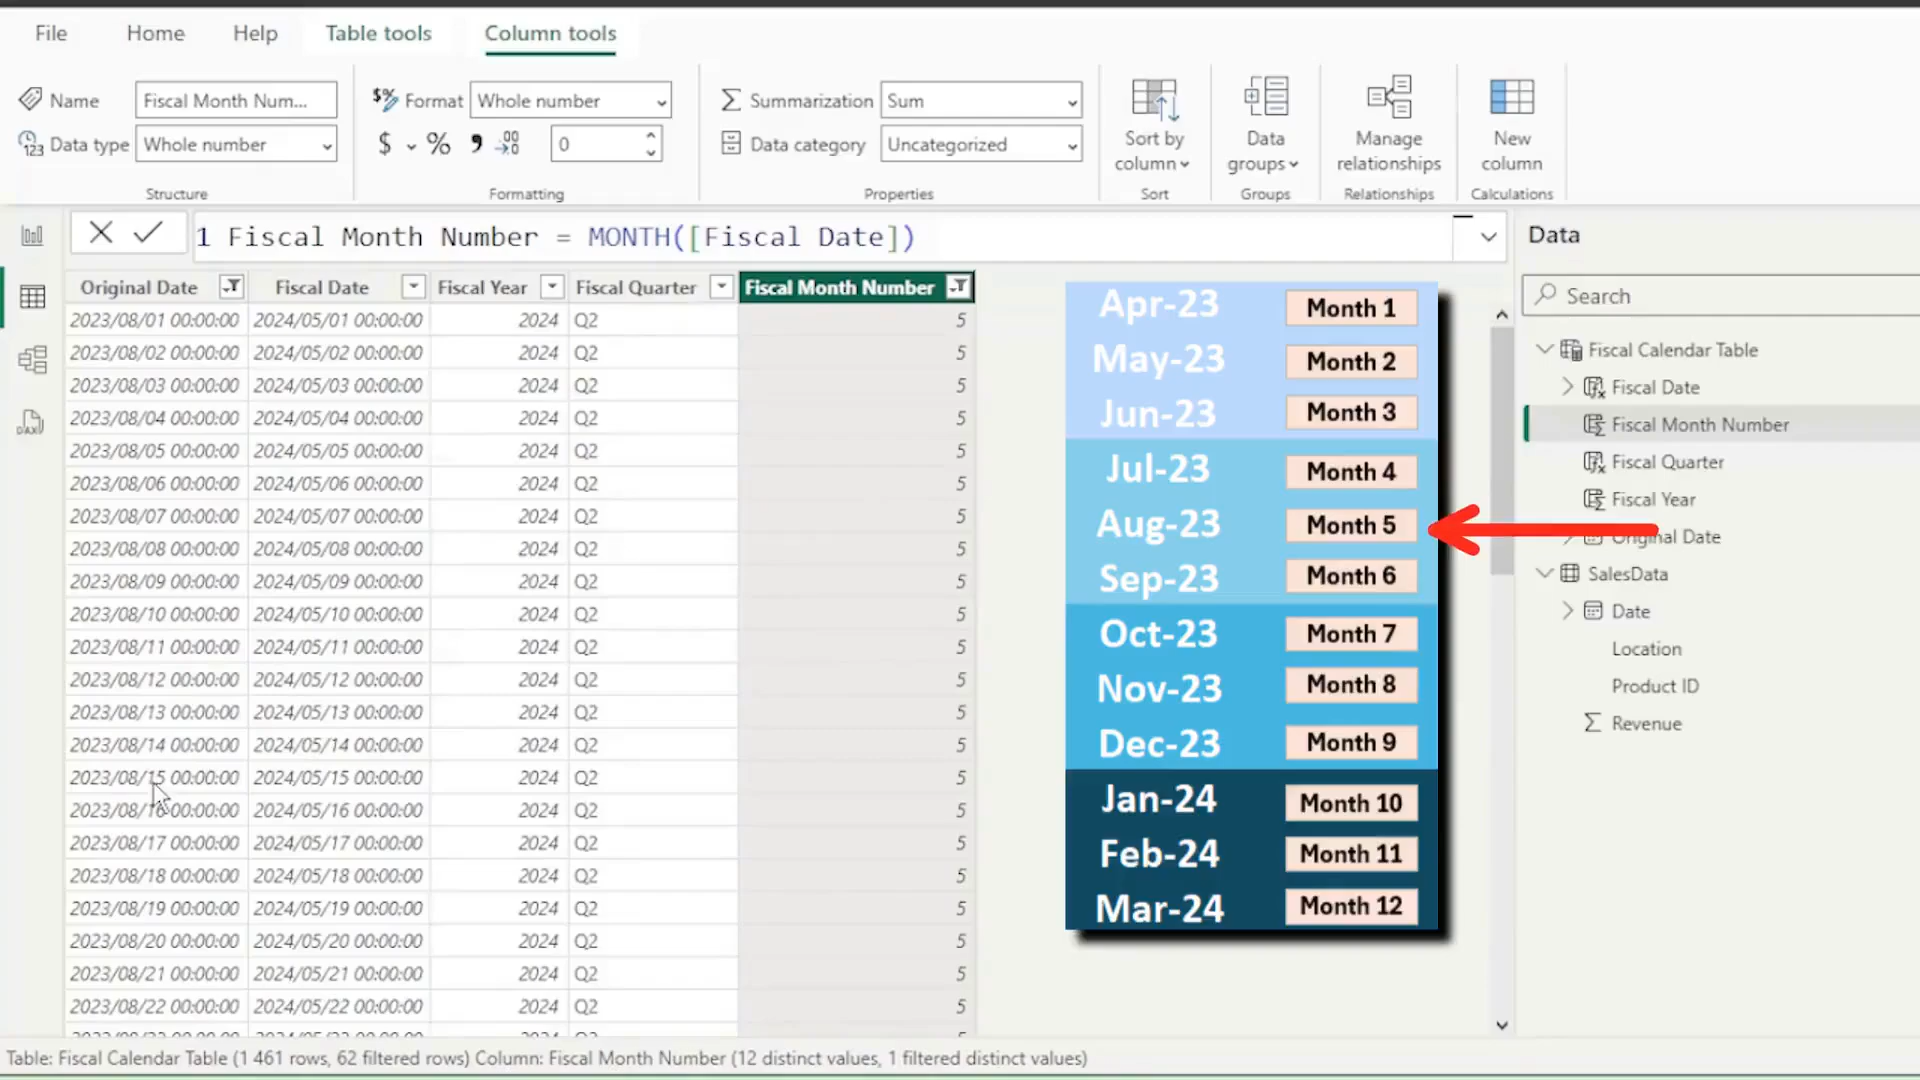 File Home Help Table tools Column tools
Name Fiscal Month Num... $% Format Whole number Summarization Sum
Data type Whole number $ % 0 Data category Uncategorized
Sort by column Data groups Manage relationships New column
Structure Formatting Properties Sort Groups Relationships Calculations
1 Fiscal Month Number = MONTH([Fiscal Date])
Original Date Fiscal Date Fiscal Year Fiscal Quarter Fiscal Month Number
2023/08/01 00:00:00 2024/05/01 00:00:00 2024 Q2 5
2023/08/02 00:00:00 2024/05/02 00:00:00 2024 Q2 5
2023/08/03 00:00:00 2024/05/03 00:00:00 2024 Q2 5
2023/08/04 00:00:00 2024/05/04 00:00:00 2024 Q2 5
2023/08/05 00:00:00 2024/05/05 00:00:00 2024 Q2 5
2023/08/06 00:00:00 2024/05/06 00:00:00 2024 Q2 5
2023/08/07 00:00:00 2024/05/07 00:00:00 2024 Q2 5
2023/08/08 00:00:00 2024/05/08 00:00:00 2024 Q2 5
2023/08/09 00:00:00 2024/05/09 00:00:00 2024 Q2 5
2023/08/10 00:00:00 2024/05/10 00:00:00 2024 Q2 5
2023/08/11 00:00:00 2024/05/11 00:00:00 2024 Q2 5
2023/08/12 00:00:00 2024/05/12 00:00:00 2024 Q2 5
2023/08/13 00:00:00 2024/05/13 00:00:00 2024 Q2 5
2023/08/14 00:00:00 2024/05/14 00:00:00 2024 Q2 5
2023/08/15 00:00:00 2024/05/15 00:00:00 2024 Q2 5
2023/08/16 00:00:00 2024/05/16 00:00:00 2024 Q2 5
2023/08/17 00:00:00 2024/05/17 00:00:00 2024 Q2 5
2023/08/18 00:00:00 2024/05/18 00:00:00 2024 Q2 5
2023/08/19 00:00:00 2024/05/19 00:00:00 2024 Q2 5
2023/08/20 00:00:00 2024/05/20 00:00:00 2024 Q2 5
2023/08/21 00:00:00 2024/05/21 00:00:00 2024 Q2 5
2023/08/22 00:00:00 2024/05/22 00:00:00 2024 Q2 5
Apr-23 Month 1
May-23 Month 2
Jun-23 Month 3
Jul-23 Month 4
Aug-23 Month 5
Sep-23 Month 6
Oct-23 Month 7
Nov-23 Month 8
Dec-23 Month 9
Jan-24 Month 10
Feb-24 Month 11
Mar-24 Month 12
Data
Search
Fiscal Calendar Table
Fiscal Date
Fiscal Month Number
Fiscal Quarter
Fiscal Year
Original Date
SalesData
Date
Location
Product ID
Revenue
Table: Fiscal Calendar Table (1 461 rows, 62 filtered rows) Column: Fiscal Month Number (12 distinct values, 1 filtered distinct values)